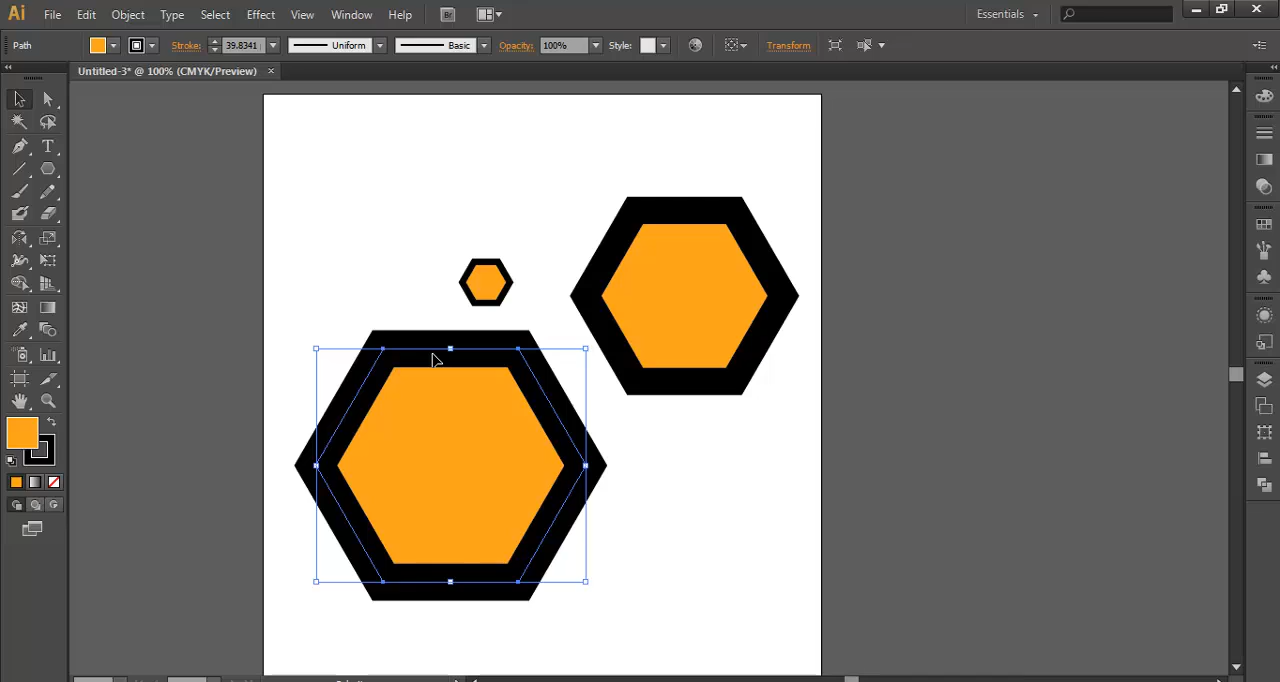 Ai File Edit Object Type Select Effect View Window Help Br Essentials
Path Stroke: 39.8341 Uniform Basic Opacity: 100% Style: Transform
Untitled-3* @ 100% (CMYK/Preview) ×
T